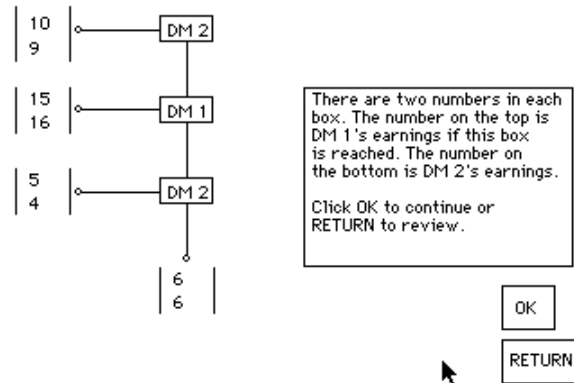 10
9
DM 2
15
16
DM 1
5
4
DM 2
6
6
There are two numbers in each
box. The number on the top is
DM 1's earnings if this box
is reached. The number on
the bottom is DM 2's earnings.
Click OK to continue or
RETURN to review.
OK
RETURN